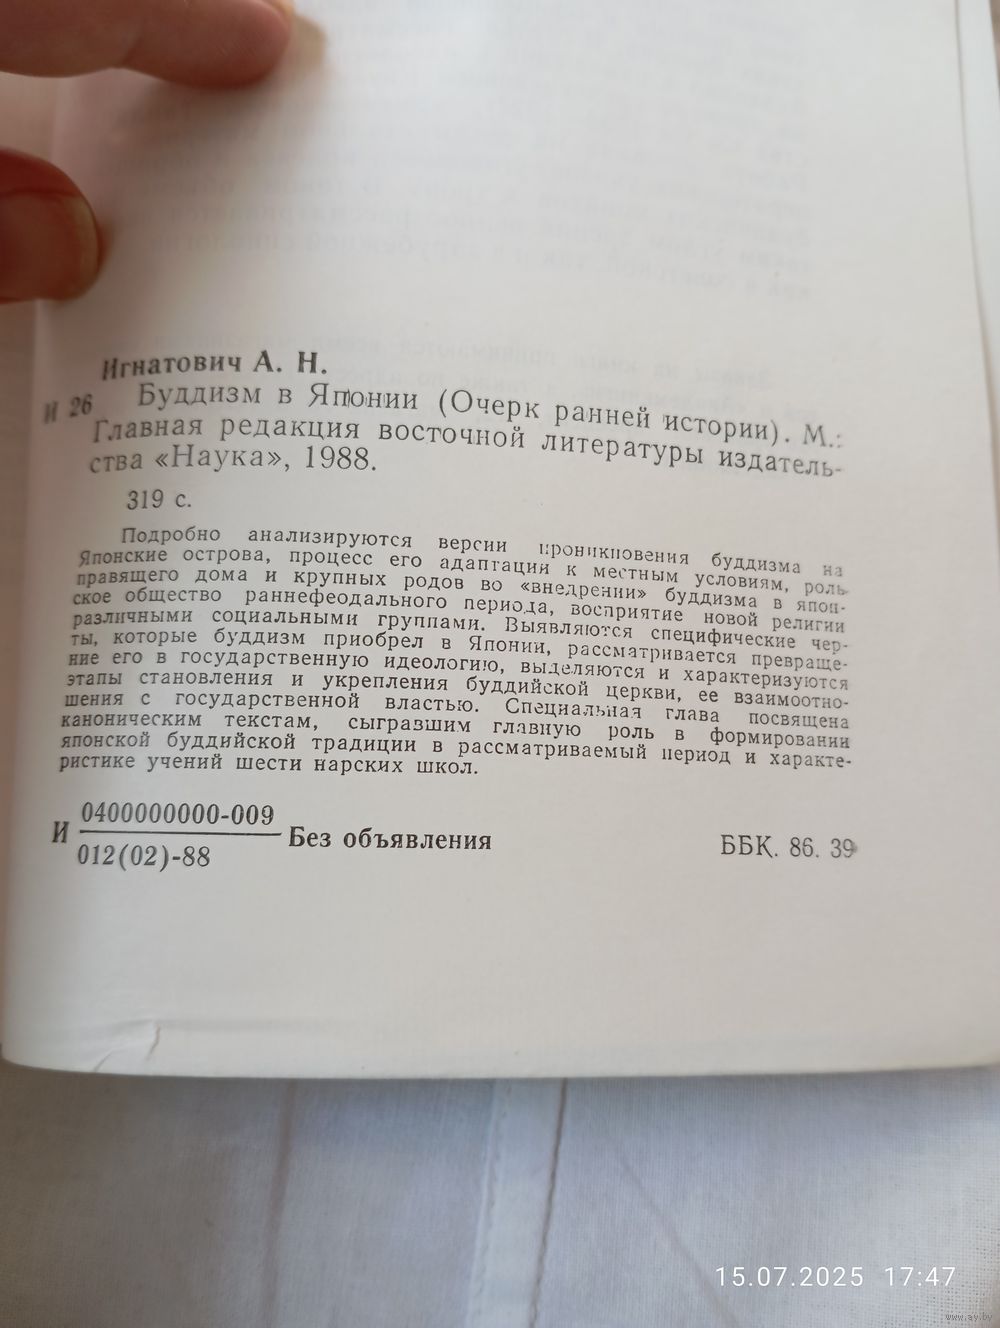 Игнатович А. Н.
И 26 Буддизм в Японии (Очерк ранней истории). М.:
Главная редакция восточной литературы издатель-
ства «Наука», 1988.
319 с.
Подробно анализируются версии проникновения буддизма на
Японские острова, процесс его адаптации к местным условиям, роль
правящего дома и крупных родов во «внедрении» буддизма в япон-
ское общество раннефеодального периода, восприятие новой религии
различными социальными группами. Выявляются специфические чер-
ты, которые буддизм приобрел в Японии, рассматривается превраще-
ние его в государственную идеологию, выделяются и характеризуются
этапы становления и укрепления буддийской церкви, ее взаимоотно-
шения с государственной властью. Специальная глава посвящена
каноническим текстам, сыгравшим главную роль в формировании
японской буддийской традиции в рассматриваемый период и характе-
ристике учений шести нарских школ.
И 0400000000-009
012(02)-88 Без объявления ББК. 86. 39
15.07.2025 17:47
www.ay.by